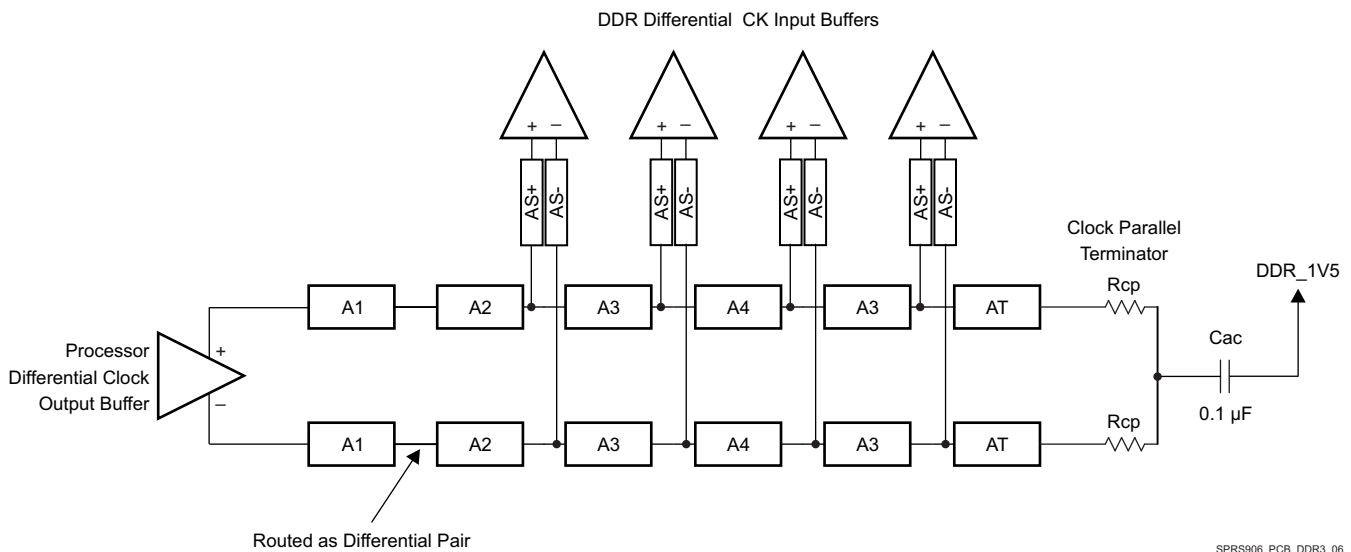 DDR Differential CK Input Buffers
+ – + – + – + –
AS+ AS- AS+ AS- AS+ AS- AS+ AS-
Clock Parallel
Terminator
DDR_1V5
Rcp
A1 A2 A3 A4 A3 AT
Cac
0.1 µF
Processor
Differential Clock
Output Buffer
+
–
Rcp
A1 A2 A3 A4 A3 AT
Routed as Differential Pair
SPRS906_PCB_DDR3_06